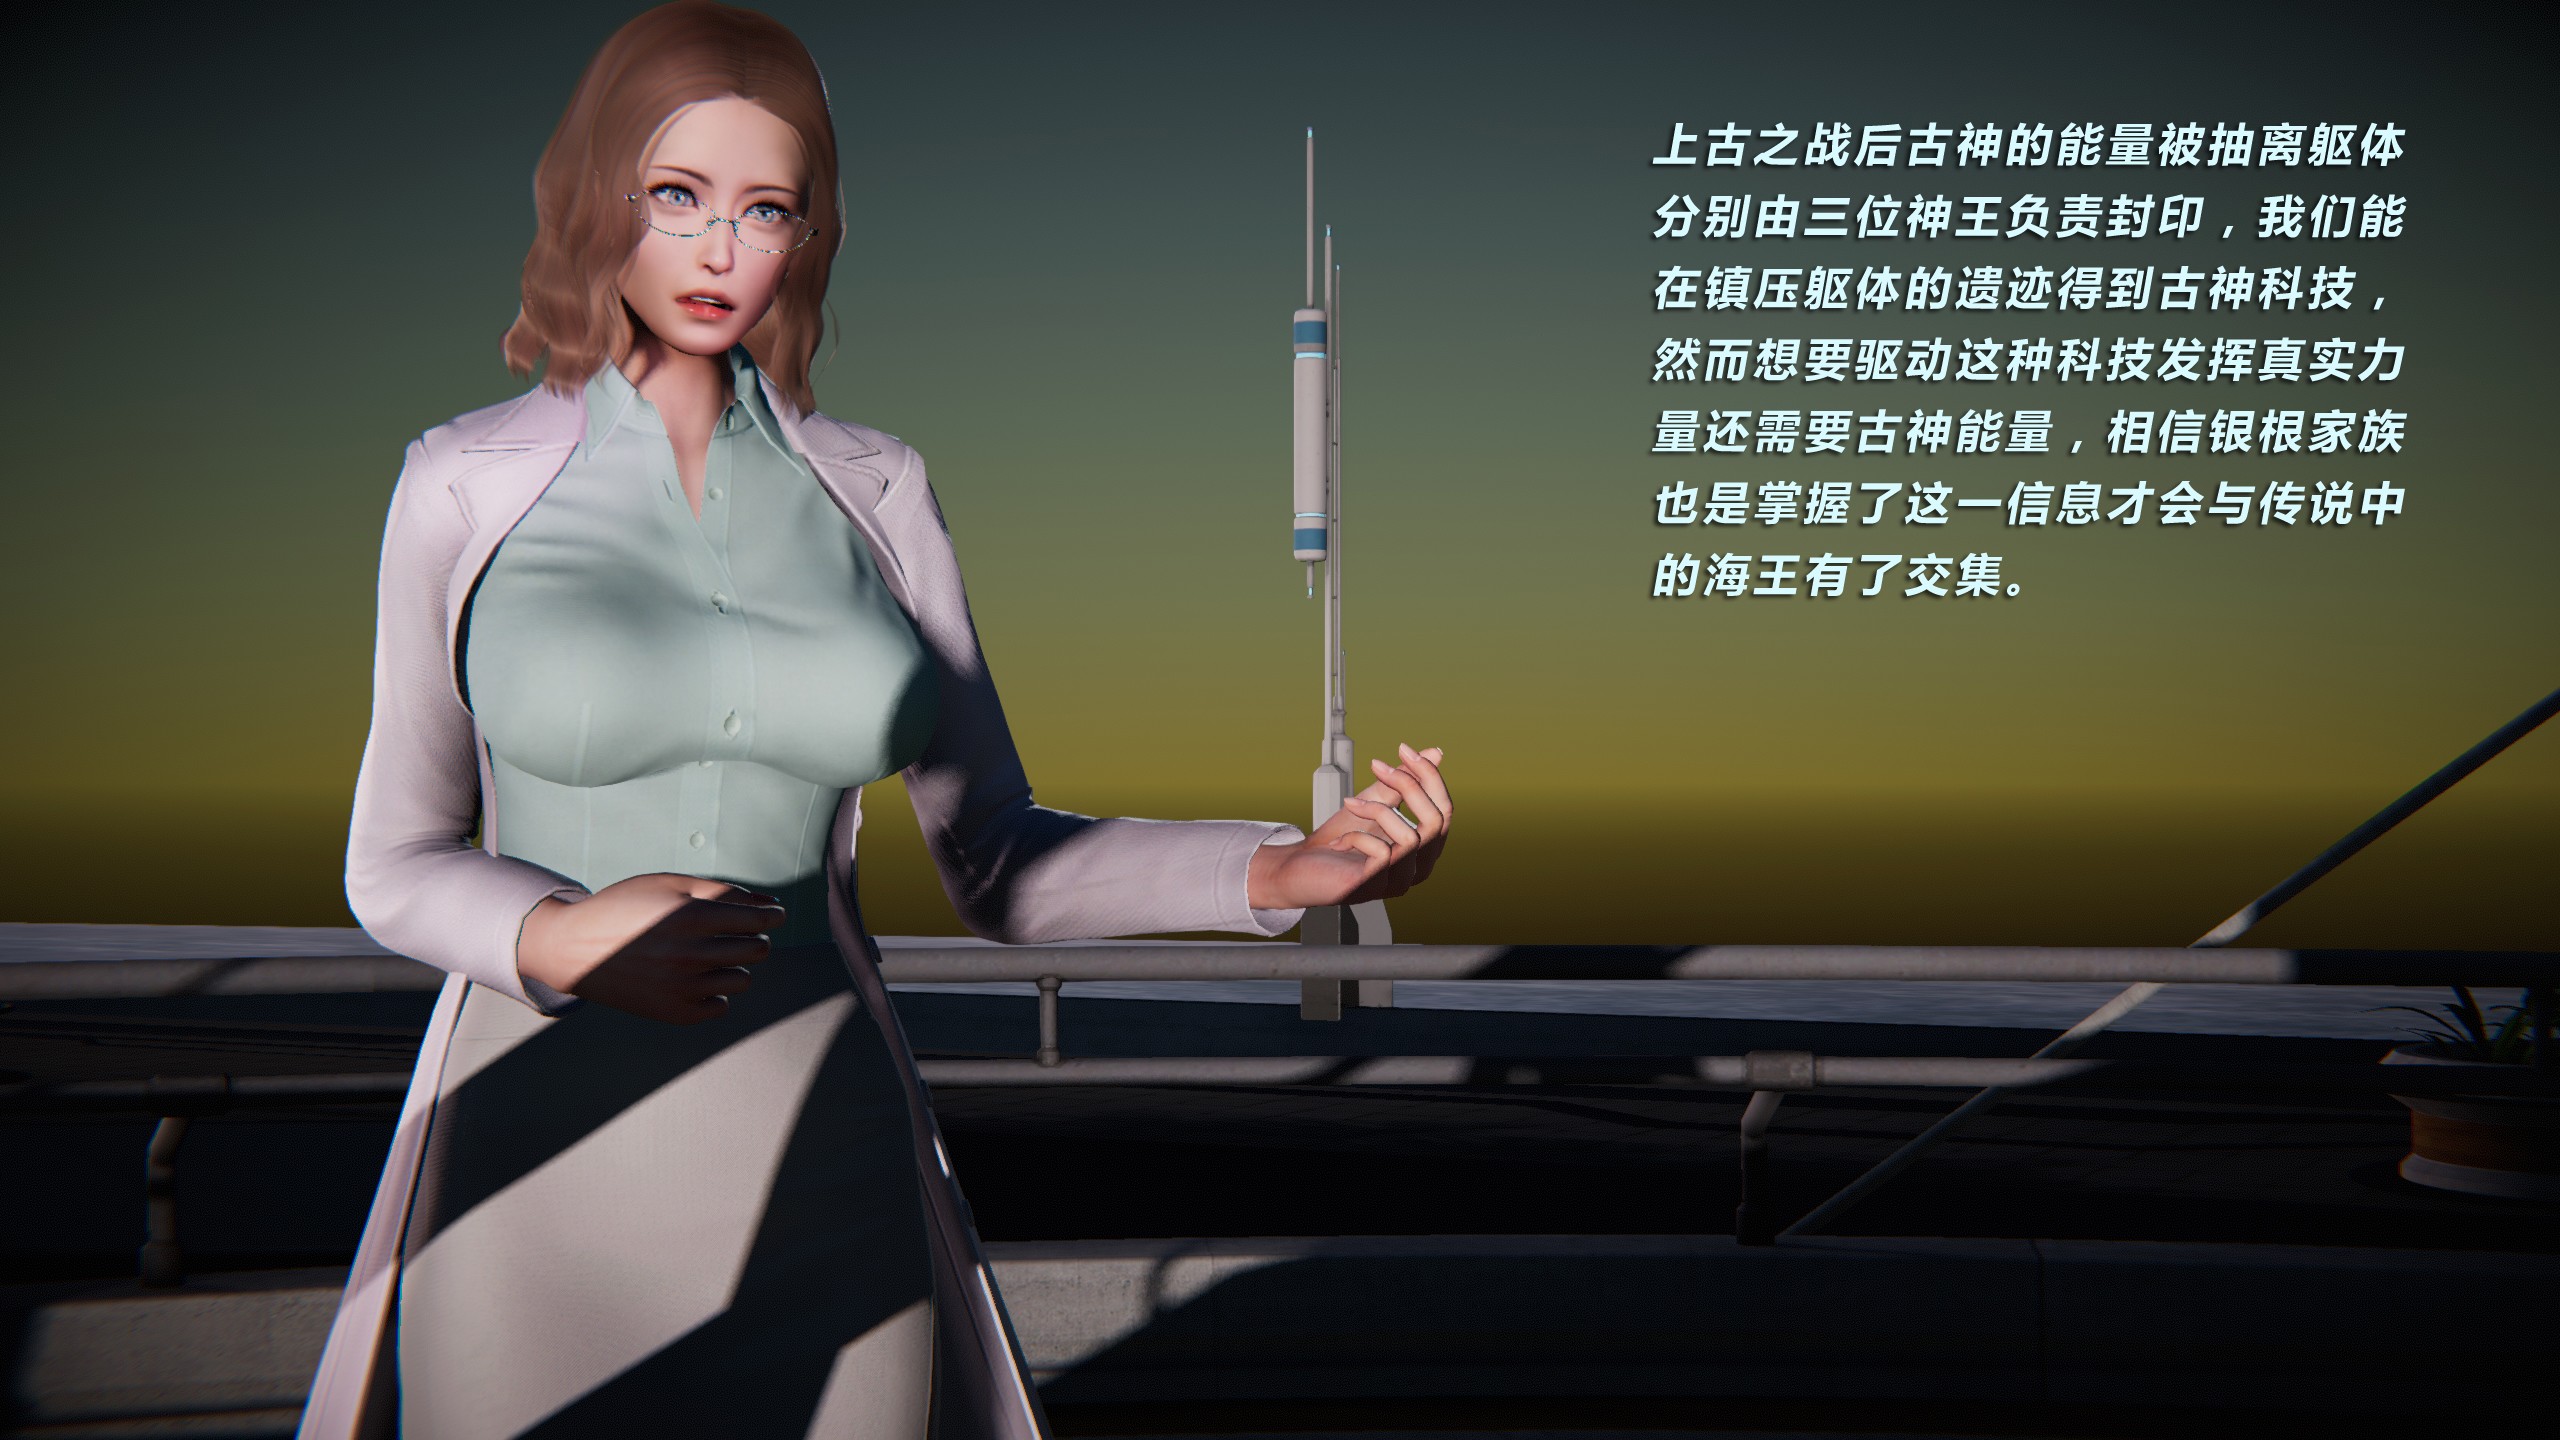 上古之战后古神的能量被抽离躯体
分别由三位神王负责封印，我们能
在镇压躯体的遗迹得到古神科技，
然而想要驱动这种科技发挥真实力
量还需要古神能量，相信银根家族
也是掌握了这一信息才会与传说中
的海王有了交集。